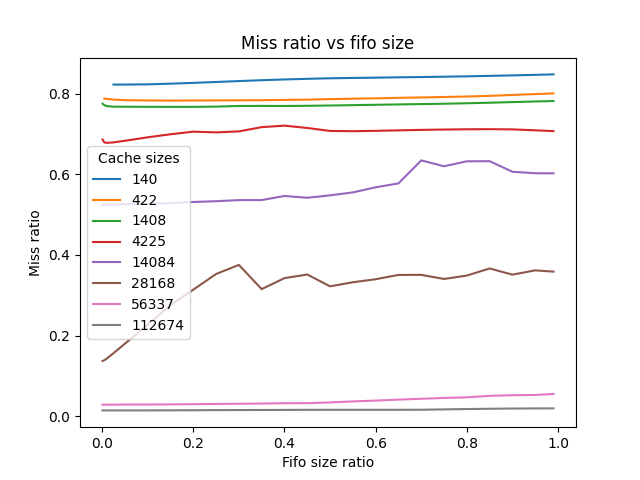 Miss ratio vs fifo size
0.8
0.6
0.4
0.2
0.0
Miss ratio
Cache sizes
140
422
1408
4225
14084
28168
56337
112674
0.0 0.2 0.4 0.6 0.8 1.0
Fifo size ratio